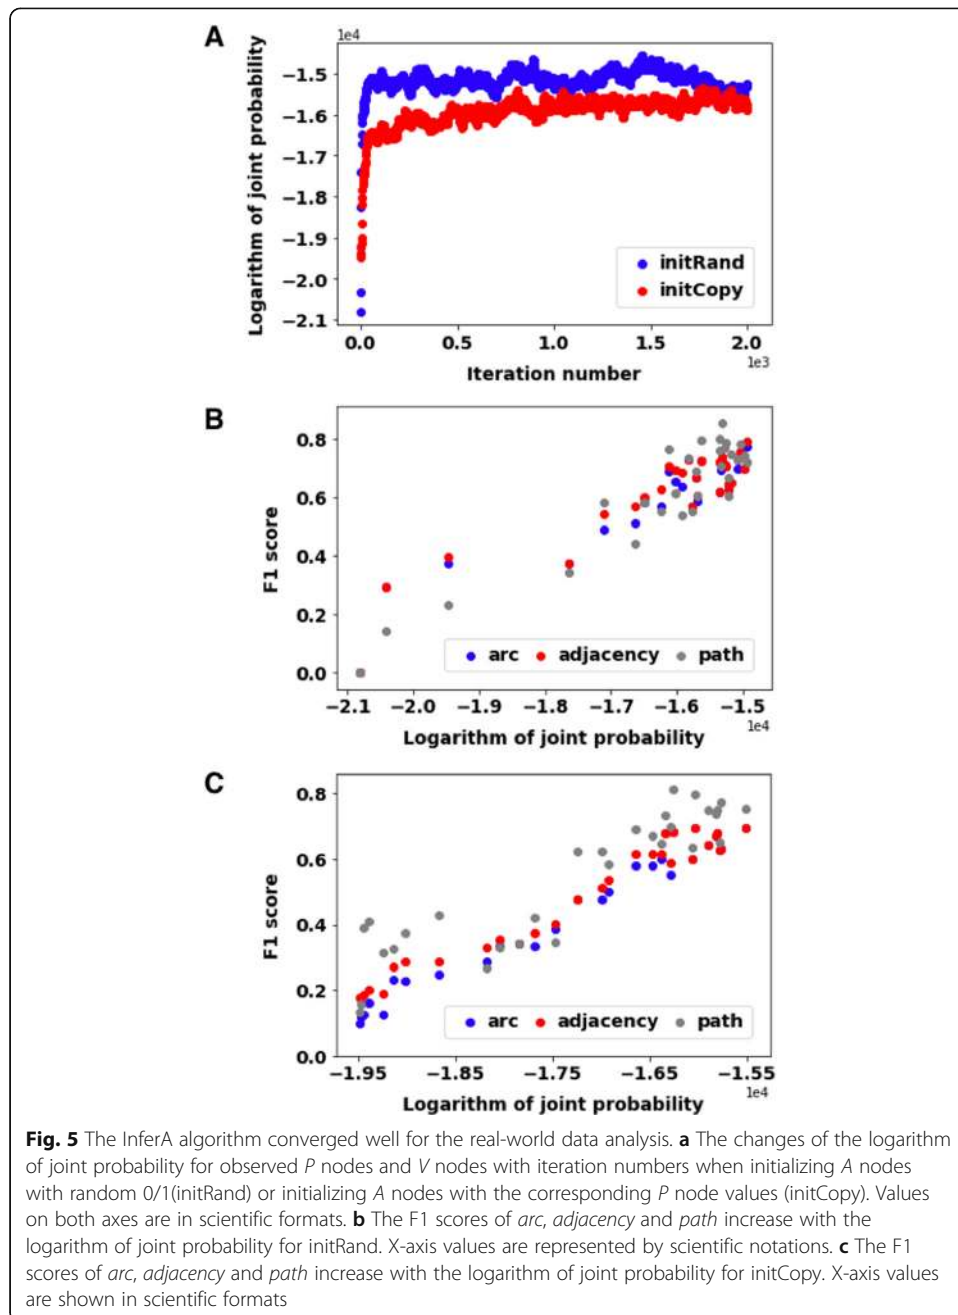 A
1e4
Logarithm of joint probability
−1.5
−1.6
−1.7
−1.8
−1.9
−2.0
−2.1
initRand
initCopy
0.0 0.5 1.0 1.5 2.0
1e3
Iteration number
B
F1 score
0.8
0.6
0.4
0.2
0.0
arc adjacency path
−2.1 −2.0 −1.9 −1.8 −1.7 −1.6 −1.5
1e4
Logarithm of joint probability
C
F1 score
0.8
0.6
0.4
0.2
0.0
arc adjacency path
−1.95 −1.85 −1.75 −1.65 −1.55
1e4
Logarithm of joint probability
Fig. 5 The InferA algorithm converged well for the real-world data analysis. a The changes of the logarithm
of joint probability for observed P nodes and V nodes with iteration numbers when initializing A nodes
with random 0/1(initRand) or initializing A nodes with the corresponding P node values (initCopy). Values
on both axes are in scientific formats. b The F1 scores of arc, adjacency and path increase with the
logarithm of joint probability for initRand. X-axis values are represented by scientific notations. c The F1
scores of arc, adjacency and path increase with the logarithm of joint probability for initCopy. X-axis values
are shown in scientific formats